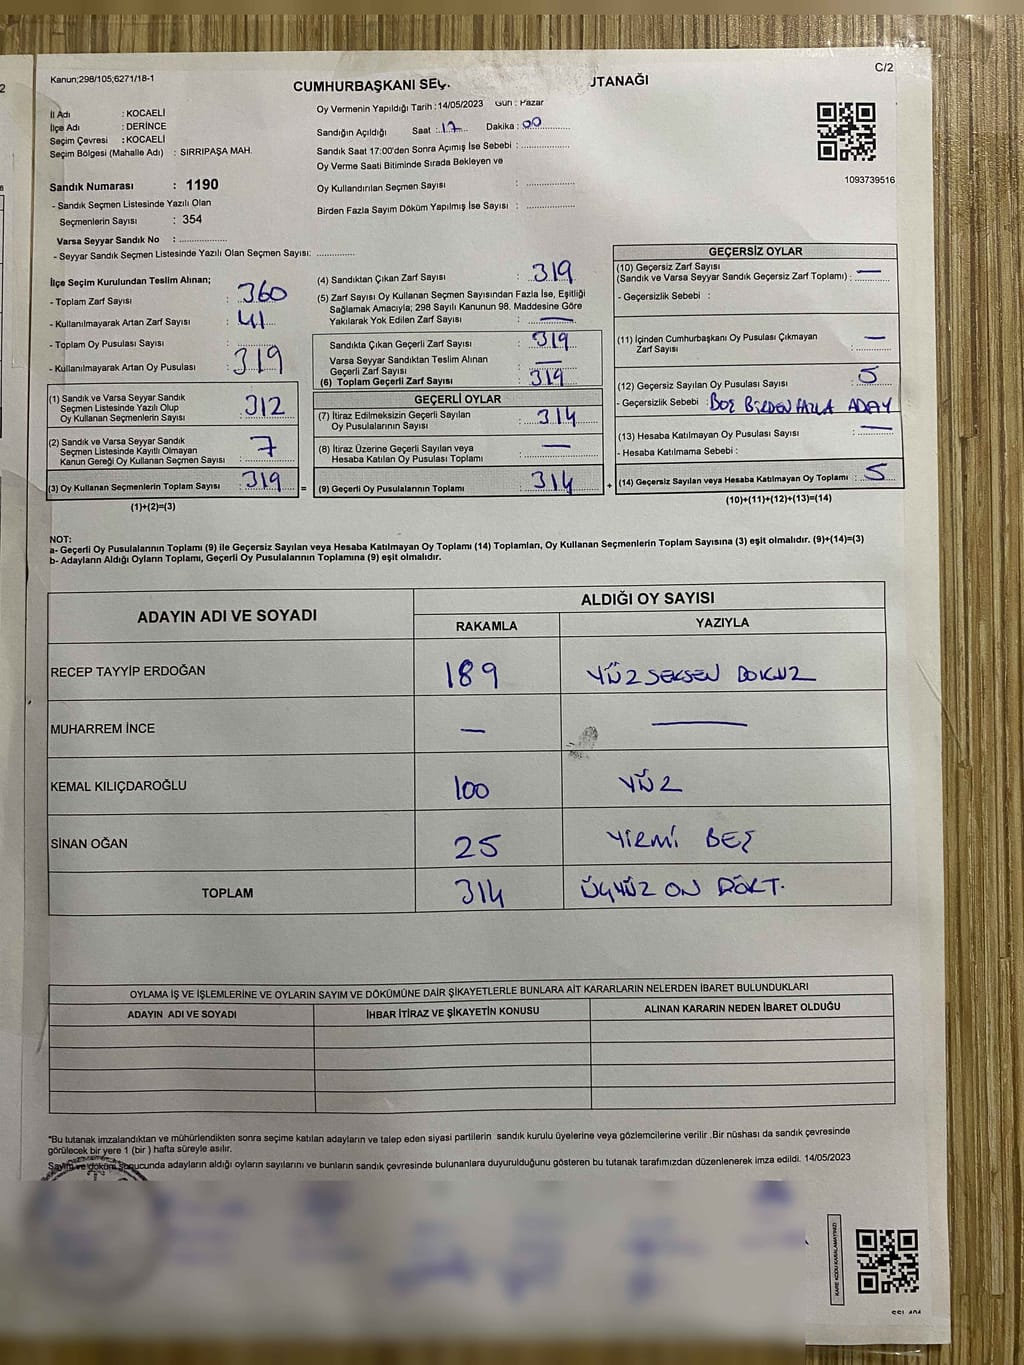 C/2
Kanun;298/105,6271/18-1
CUMHURBAŞKANI SEÇ. UTANAĞI
İl Adı : KOCAELİ
İlçe Adı : DERİNCE
Seçim Çevresi : KOCAELİ
Seçim Bölgesi (Mahalle Adı) : SIRRIPAŞA MAH.
Sandık Numarası : 1190
- Sandık Seçmen Listesinde Yazılı Olan
Seçmenlerin Sayısı : 354
Varsa Seyyar Sandık No : ....................
- Seyyar Sandık Seçmen Listesinde Yazılı Olan Seçmen Sayısı: ..............
Oy Vermenin Yapıldığı Tarih : 14/05/2023 Gün : Pazar
Sandığın Açıldığı Saat : 17 Dakika : 00
Sandık Saat 17:00'den Sonra Açımış İse Sebebi : ....................
Oy Verme Saati Bitiminde Sırada Bekleyen ve
Oy Kullandırılan Seçmen Sayısı : ....................
Birden Fazla Sayım Döküm Yapılmış İse Sayısı : ....................
1093739516
İlçe Seçim Kurulundan Teslim Alınan;
- Toplam Zarf Sayısı : 360
- Kullanılmayarak Artan Zarf Sayısı : 41
- Toplam Oy Pusulası Sayısı :
- Kullanılmayarak Artan Oy Pusulası : 319
(1) Sandık ve Varsa Seyyar Sandık
Seçmen Listesinde Yazılı Olup
Oy Kullanan Seçmenlerin Sayısı : 312
(2) Sandık ve Varsa Seyyar Sandık
Seçmen Listesinde Kayıtlı Olmayan
Kanun Gereği Oy Kullanan Seçmen Sayısı : 7
(3) Oy Kullanan Seçmenlerin Toplam Sayısı : 319 =
(1)+(2)=(3)
(4) Sandıktan Çıkan Zarf Sayısı : 319
(5) Zarf Sayısı Oy Kullanan Seçmen Sayısından Fazla İse, Eşitliği
Sağlamak Amacıyla; 298 Sayılı Kanunun 98. Maddesine Göre
Yakılarak Yok Edilen Zarf Sayısı : —
Sandıkta Çıkan Geçerli Zarf Sayısı : 319
Varsa Seyyar Sandıktan Teslim Alınan
Geçerli Zarf Sayısı : —
(6) Toplam Geçerli Zarf Sayısı : 319
GEÇERLİ OYLAR
(7) İtiraz Edilmeksizin Geçerli Sayılan
Oy Pusulalarının Sayısı : 314
(8) İtiraz Üzerine Geçerli Sayılan veya
Hesaba Katılan Oy Pusulası Toplamı : —
(9) Geçerli Oy Pusulalarının Toplamı : 314 +
GEÇERSİZ OYLAR
(10) Geçersiz Zarf Sayısı
(Sandık ve Varsa Seyyar Sandık Geçersiz Zarf Toplamı) : —
- Geçersizlik Sebebi :
(11) İçinden Cumhurbaşkanı Oy Pusulası Çıkmayan
Zarf Sayısı : —
(12) Geçersiz Sayılan Oy Pusulası Sayısı : 5
- Geçersizlik Sebebi : BOŞ BİRDEN FAZLA ADAY
(13) Hesaba Katılmayan Oy Pusulası Sayısı : —
- Hesaba Katılmama Sebebi :
(14) Geçersiz Sayılan veya Hesaba Katılmayan Oy Toplamı : 5
(10)+(11)+(12)+(13)=(14)
NOT:
a- Geçerli Oy Pusulalarının Toplamı (9) ile Geçersiz Sayılan veya Hesaba Katılmayan Oy Toplamı (14) Toplamları, Oy Kullanan Seçmenlerin Toplam Sayısına (3) eşit olmalıdır. (9)+(14)=(3)
b- Adayların Aldığı Oyların Toplamı, Geçerli Oy Pusulalarının Toplamına (9) eşit olmalıdır.
ADAYIN ADI VE SOYADI ALDIĞI OY SAYISI
RAKAMLA YAZIYLA
RECEP TAYYİP ERDOĞAN 189 YÜZ SEKSEN DOKUZ
MUHARREM İNCE — —
KEMAL KILIÇDAROĞLU 100 YÜZ
SİNAN OĞAN 25 YİRMİ BEŞ
TOPLAM 314 ÜÇYÜZ ON DÖRT.
OYLAMA İŞ VE İŞLEMLERİNE VE OYLARIN SAYIM VE DÖKÜMÜNE DAİR ŞİKAYETLERLE BUNLARA AİT KARARLARIN NELERDEN İBARET BULUNDUKLARI
ADAYIN ADI VE SOYADI İHBAR İTİRAZ VE ŞİKAYETİN KONUSU ALINAN KARARIN NEDEN İBARET OLDUĞU
*Bu tutanak imzalandıktan ve mühürlendikten sonra seçime katılan adayların ve talep eden siyasi partilerin sandık kurulu üyelerine veya gözlemcilerine verilir .Bir nüshası da sandık çevresinde
görülecek bir yere 1 (bir ) hafta süreyle asılır.
Sayım ve döküm sonucunda adayların aldığı oyların sayılarını ve bunların sandık çevresinde bulunanlara duyurulduğunu gösteren bu tutanak tarafımızdan düzenlenerek imza edildi. 14/05/2023
KARE KODU KARALAMAYINIZ!